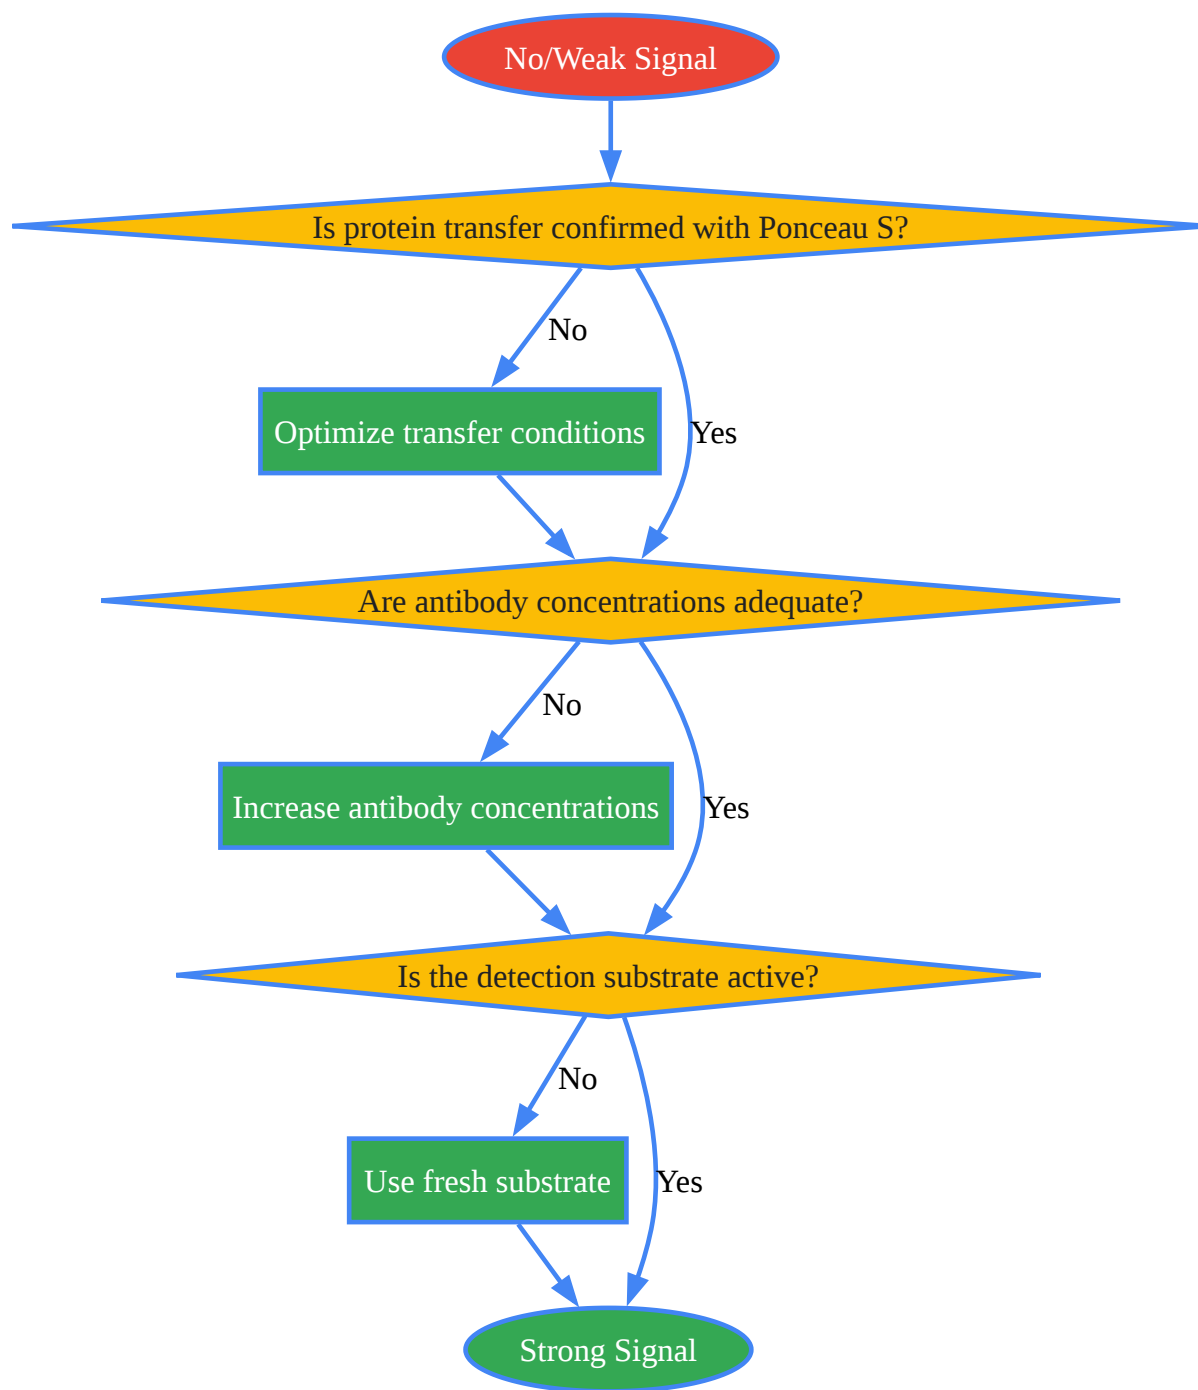 No/Weak Signal
Is protein transfer confirmed with Ponceau S?
No
Optimize transfer conditions
Yes
Are antibody concentrations adequate?
No
Increase antibody concentrations
Yes
Is the detection substrate active?
No
Use fresh substrate
Yes
Strong Signal